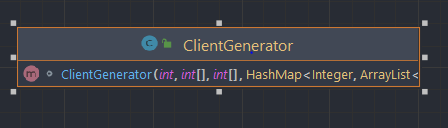 C ClientGenerator
m ClientGenerator(int, int[], int[], HashMap<Integer, ArrayList<